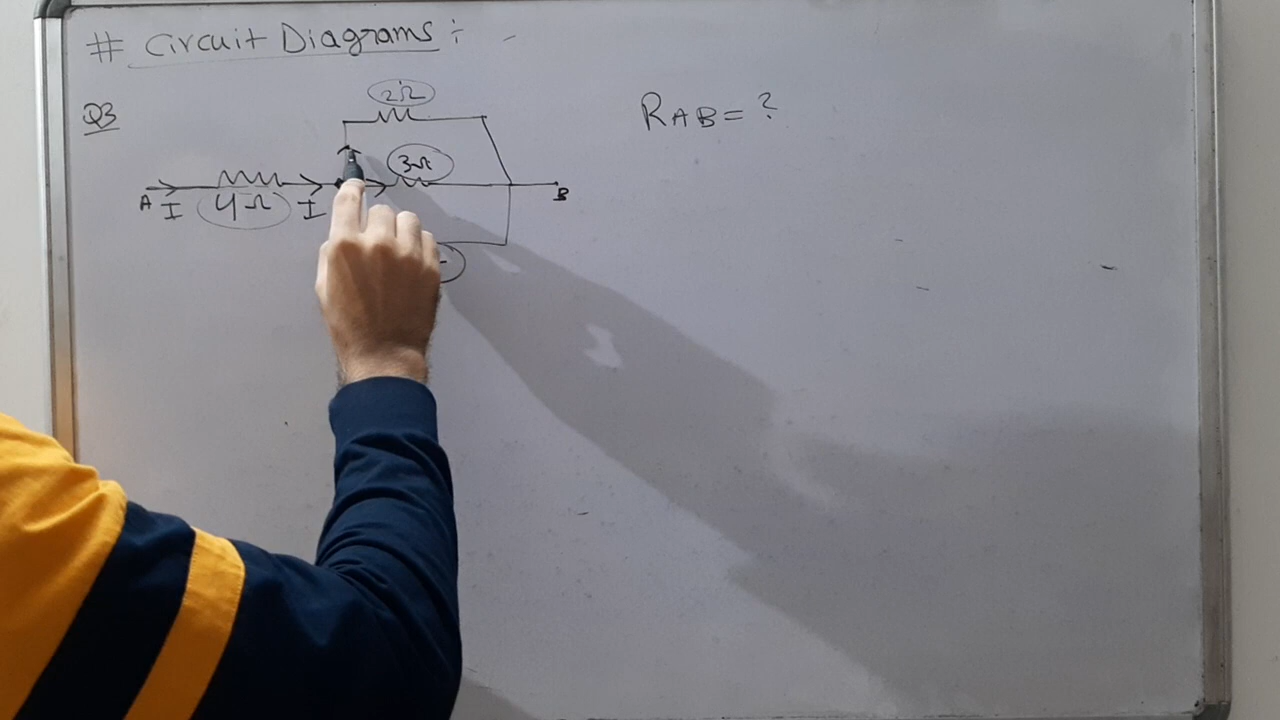 # Circuit Diagrams :-
Q3
2Ω
RAB = ?
3Ω
A I 4Ω I B